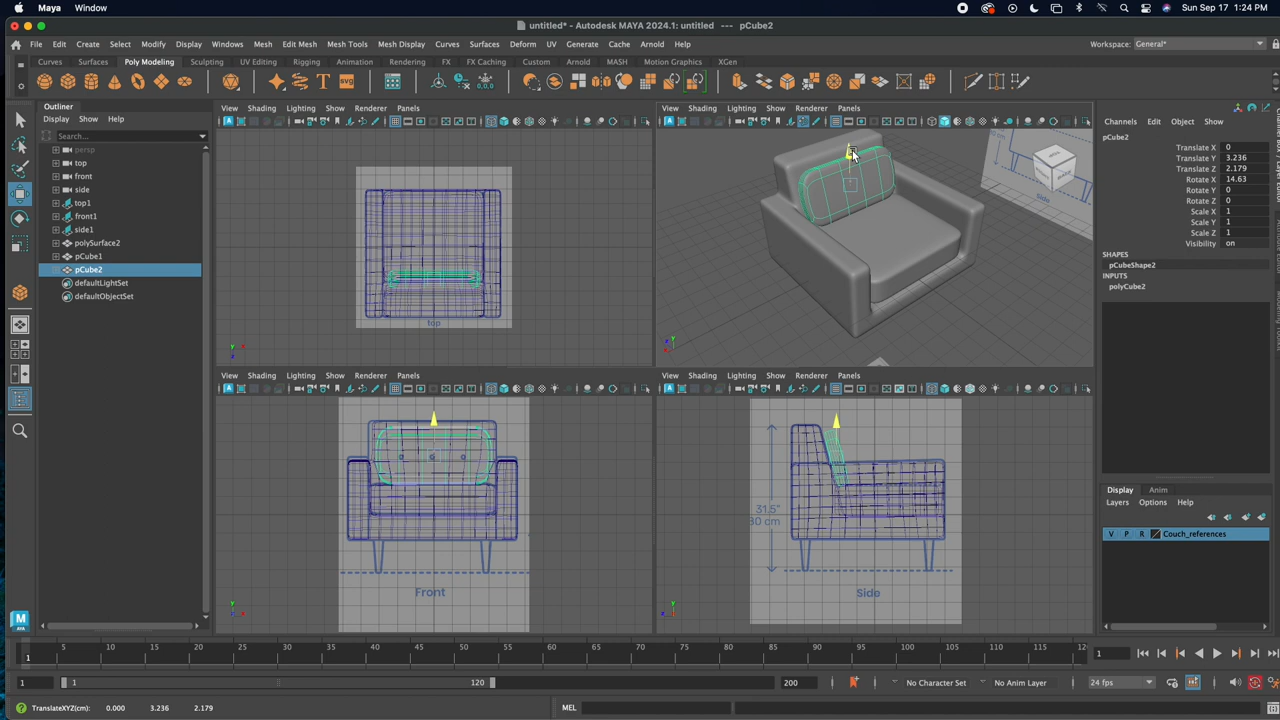 Maya Window Sun Sep 17 1:24 PM
untitled* - Autodesk MAYA 2024.1: untitled --- pCube2
File Edit Create Select Modify Display Windows Mesh Edit Mesh Mesh Tools Mesh Display Curves Surfaces Deform UV Generate Cache Arnold Help Workspace: General*
Curves Surfaces Poly Modeling Sculpting UV Editing Rigging Animation Rendering FX FX Caching Custom Arnold MASH Motion Graphics XGen
Outliner
Display Show Help
Search...
persp
top
front
side
top1
front1
side1
polySurface2
pCube1
pCube2
defaultLightSet
defaultObjectSet
View Shading Lighting Show Renderer Panels
top
View Shading Lighting Show Renderer Panels
Side
View Shading Lighting Show Renderer Panels
Front
View Shading Lighting Show Renderer Panels
31.5"
80 cm
Side
Channels Edit Object Show
pCube2
Translate X 0
Translate Y 3.236
Translate Z 2.179
Rotate X 14.63
Rotate Y 0
Rotate Z 0
Scale X 1
Scale Y 1
Scale Z 1
Visibility on
SHAPES
pCubeShape2
INPUTS
polyCube2
Display Anim
Layers Options Help
V P R Couch_references
5 10 15 20 25 30 35 40 45 50 55 60 65 70 75 80 85 90 95 100 105 110 115 12
1 1
1 1 120 200 No Character Set No Anim Layer 24 fps
TranslateXYZ(cm): 0.000 3.236 2.179 MEL